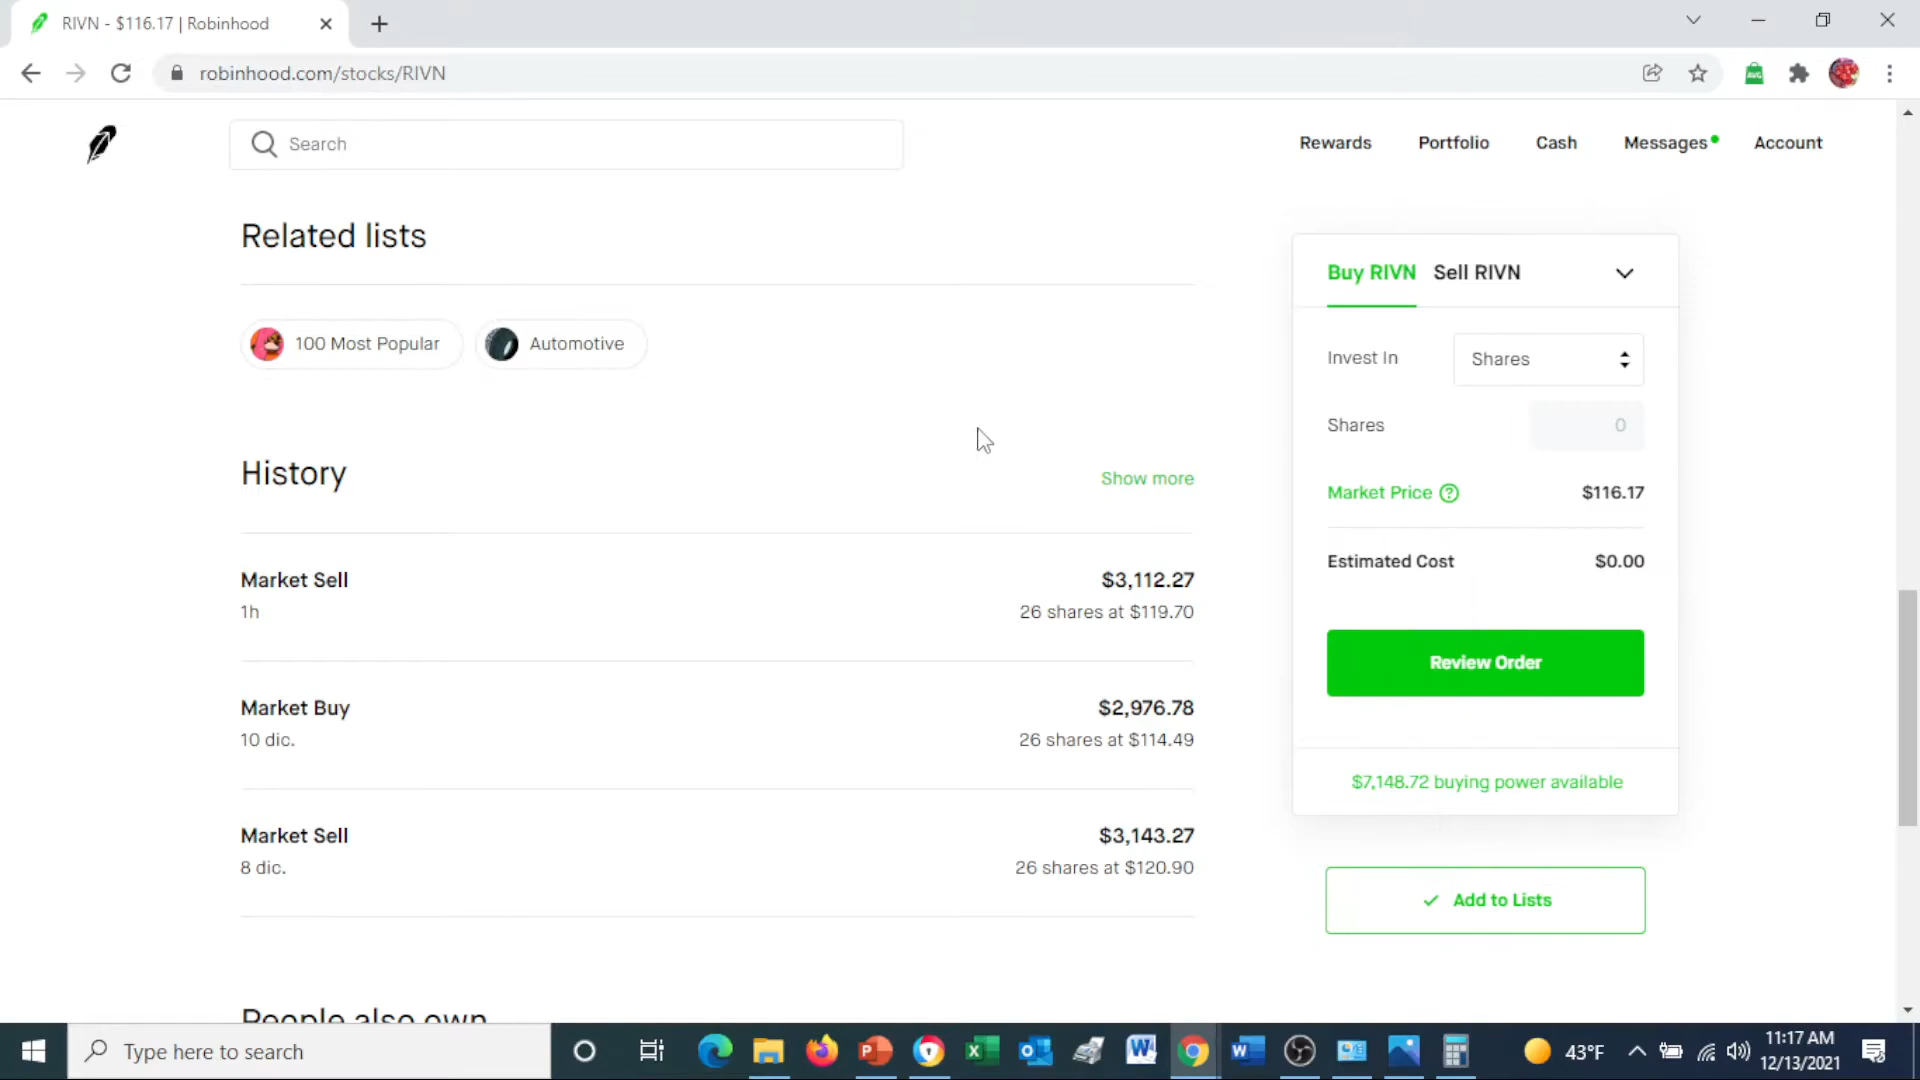 RIVN - $116.17 | Robinhood
robinhood.com/stocks/RIVN
Search
Rewards
Portfolio
Cash
Messages
Account
Related lists
100 Most Popular
Automotive
History
Show more
Market Sell
$3,112.27
1h
26 shares at $119.70
Market Buy
$2,976.78
10 dic.
26 shares at $114.49
Market Sell
$3,143.27
8 dic.
26 shares at $120.90
People also own
Buy RIVN
Sell RIVN
Invest In
Shares
Shares
0
Market Price ?
$116.17
Estimated Cost
$0.00
Review Order
$7,148.72 buying power available
Add to Lists
Type here to search
43°F
11:17 AM
12/13/2021